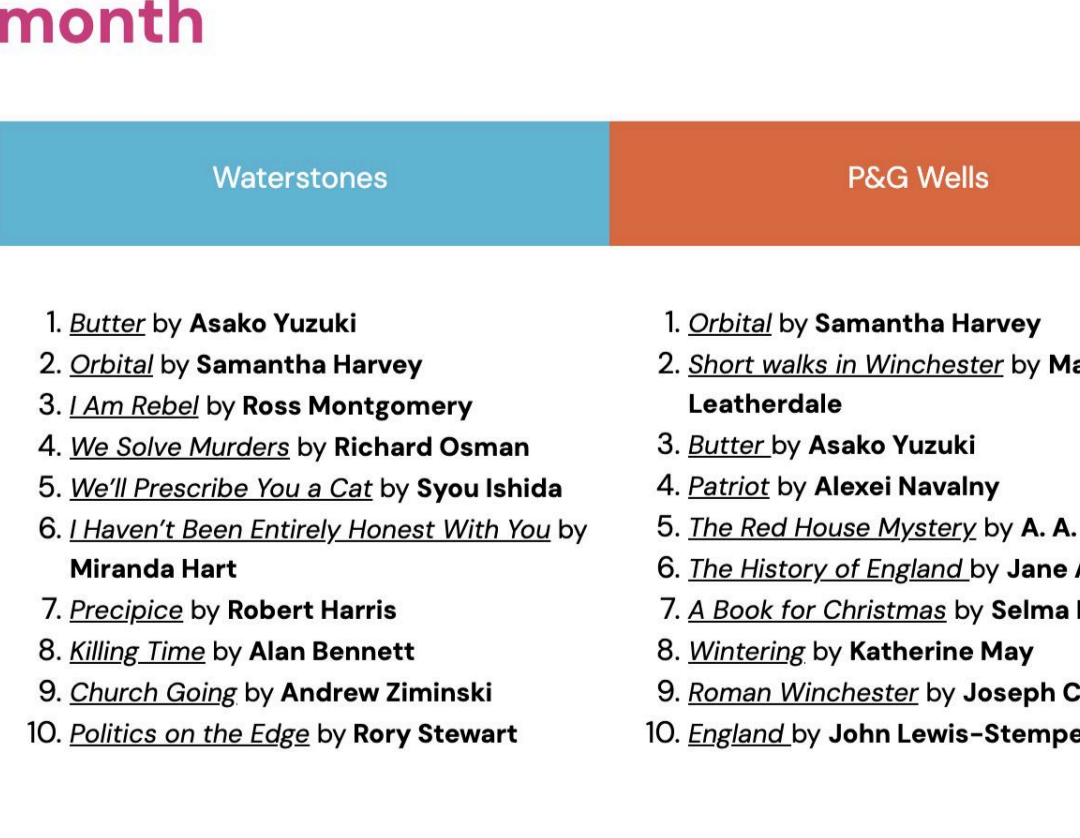 month
Waterstones
P&G Wells
1. Butter by Asako Yuzuki
2. Orbital by Samantha Harvey
3. I Am Rebel by Ross Montgomery
4. We Solve Murders by Richard Osman
5. We'll Prescribe You a Cat by Syou Ishida
6. I Haven't Been Entirely Honest With You by
Miranda Hart
7. Precipice by Robert Harris
8. Killing Time by Alan Bennett
9. Church Going by Andrew Ziminski
10. Politics on the Edge by Rory Stewart
1. Orbital by Samantha Harvey
2. Short walks in Winchester by
Leatherdale
3. Butter by Asako Yuzuki
4. Patriot by Alexei Navalny
5. The Red House Mystery by A. A.
6. The History of England by Jane
7. A Book for Christmas by Selma
8. Wintering by Katherine May
9. Roman Winchester by Joseph
10. England by John